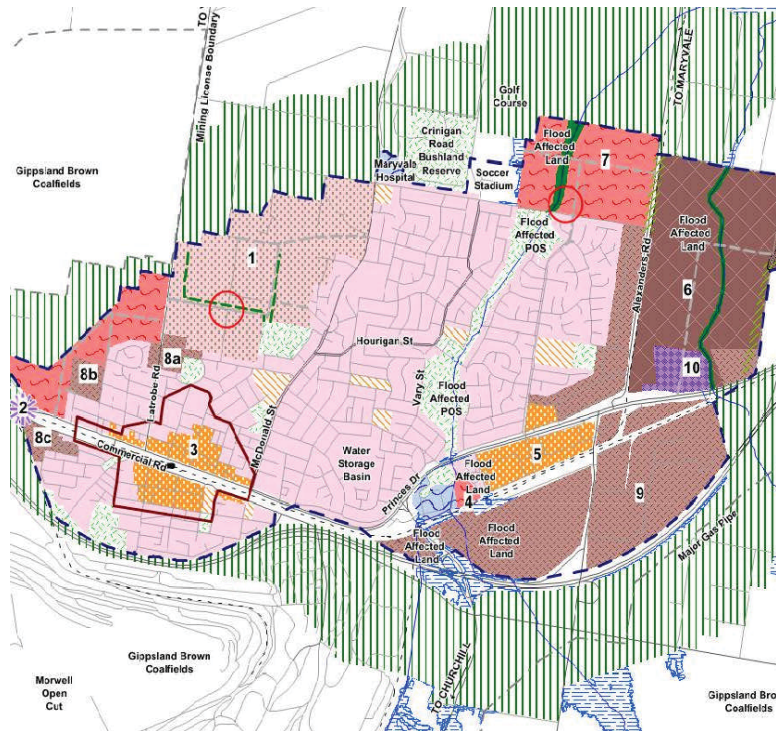 TO
Mining License Boundary
TO MARYVALE
Golf
Course
Gippsland Brown
Coalfields
Crinigan
Road
Bushland
Reserve
Maryvale
Hospital
Soccer
Stadium
Flood
Affected
Land
7
Flood
Affected
POS
Flood
Affected
Land
1
Alexanders Rd
6
Hourigan St
8a
8b
Latrobe Rd
Vary St
Flood
Affected
POS
10
2
8c
McDonald St
3
Commercial Rd
Water
Storage
Basin
Princes Dr
Flood
Affected
Land
4
5
9
Flood
Affected
Land
Flood
Affected
Land
Major Gas Pipe
Gippsland Brown
Coalfields
Morwell
Open
Cut
TO CHURCHILL
Gippsland Bro
Coalfields